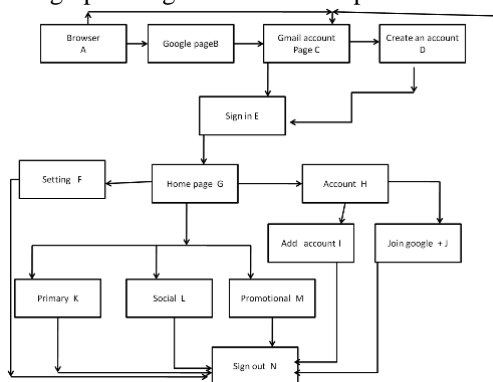 Browser
A
Google pageB
Gmail account
Page C
Create an account
D
Sign in E
Setting F
Home page G
Account H
Add account I
Join google + J
Primary K
Social L
Promotional M
Sign out N